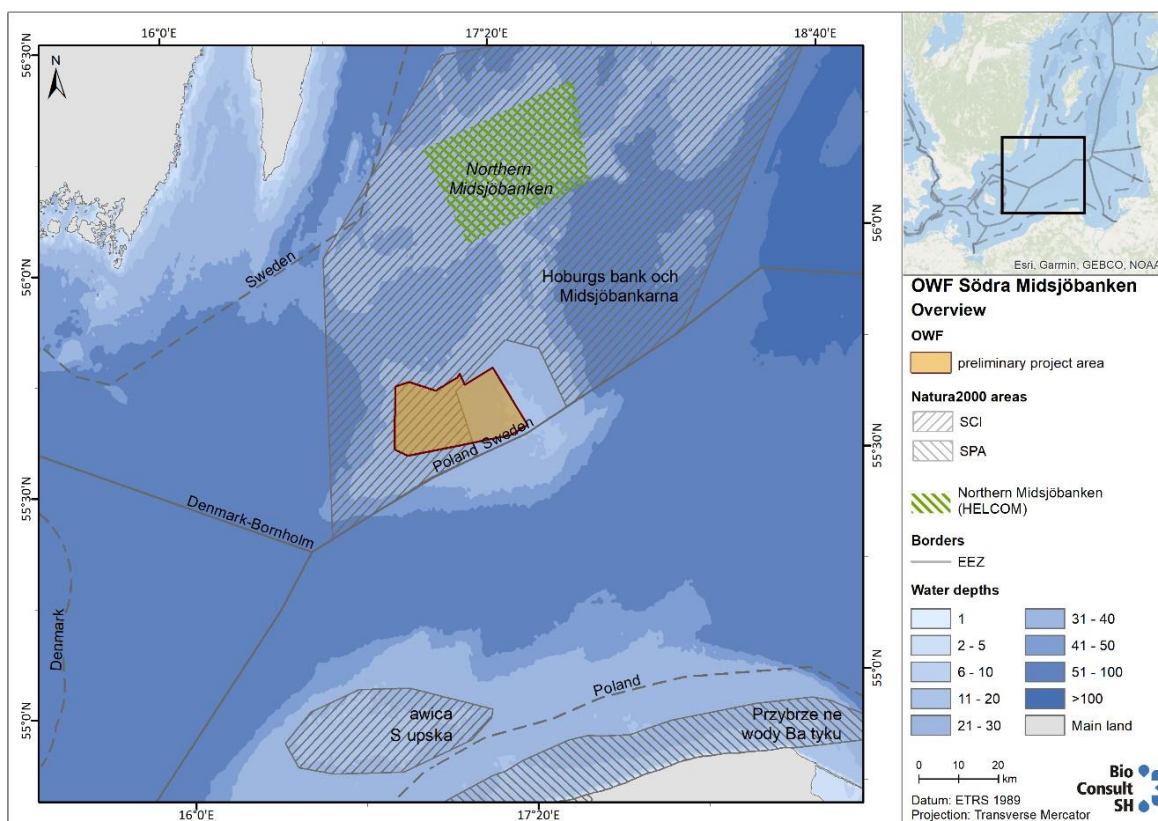 16°0'E
17°20'E
18°40'E
56°30'N
N
Northern
Midsjöbanken
56°0'N
Sweden
56°0'N
Hoburgs bank och
Midsjöbankarna
Poland Sweden
55°30'N
55°30'N
Denmark-Bornholm
Denmark
Poland
55°0'N
55°0'N
awica
S upska
Przybrze ne
wody Ba tyku
16°0'E
17°20'E
Esri, Garmin, GEBCO, NOAA
OWF Södra Midsjöbanken
Overview
OWF
preliminary project area
Natura2000 areas
SCI
SPA
Northern Midsjöbanken
(HELCOM)
Borders
EEZ
Water depths
1
2 - 5
6 - 10
11 - 20
21 - 30
31 - 40
41 - 50
51 - 100
>100
Main land
0 10 20
km
Datum: ETRS 1989
Projection: Transverse Mercator
Bio
Consult
SH